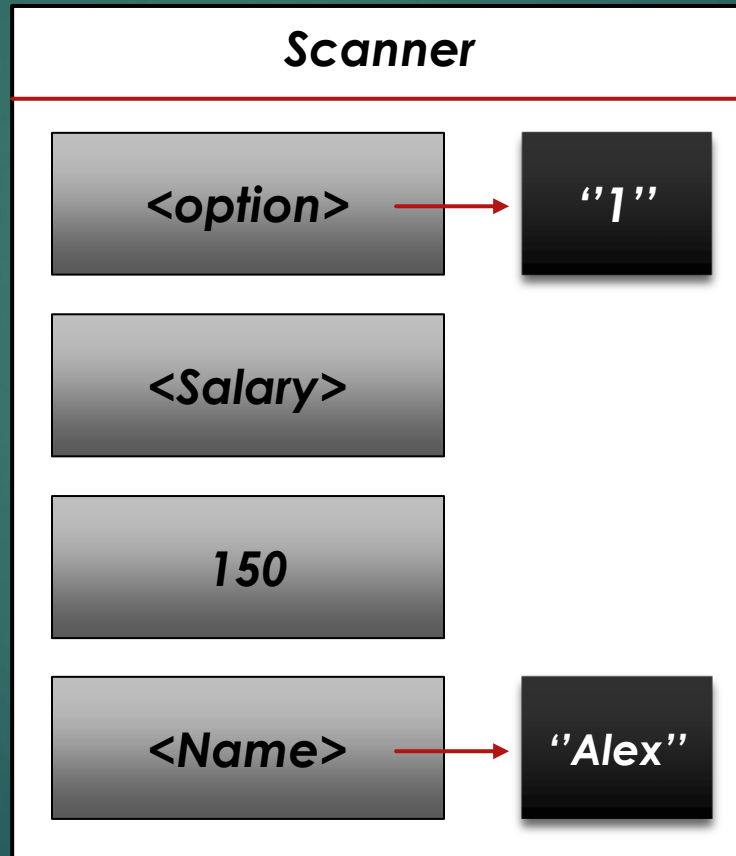 Scanner
<option>
‘’1’’
<Salary>
150
<Name>
‘’Alex’’